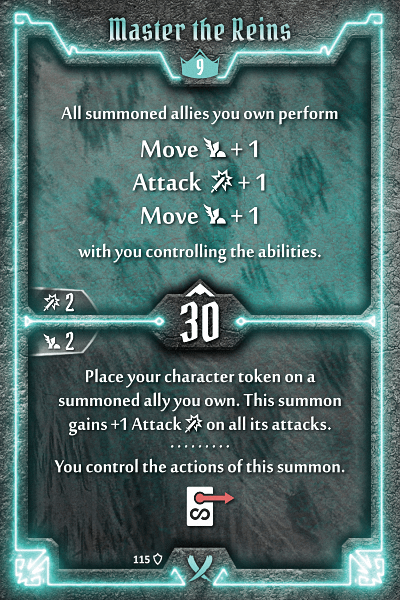 Master the Reins
9
All summoned allies you own perform
Move + 1
Attack + 1
Move + 1
with you controlling the abilities.
2
30
2
Place your character token on a
summoned ally you own. This summon
gains +1 Attack on all its attacks.
.........
You control the actions of this summon.
S
115